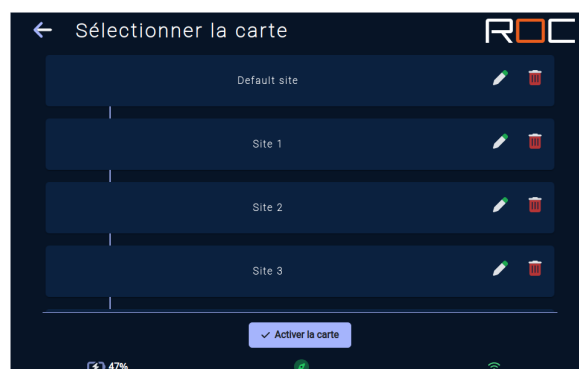 Sélectionner la carte
ROC
Default site
Site 1
Site 2
Site 3
Activer la carte
47%